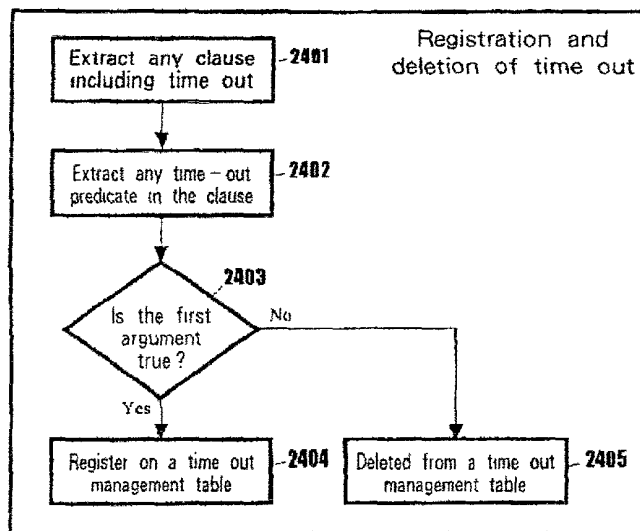 Registration and
deletion of time out
Extract any clause
including time out
2401
Extract any time-out
predicate in the clause
2402
2403
Is the first
argument
true?
No
Yes
Register on a time out
management table
2404
Deleted from a time out
management table
2405